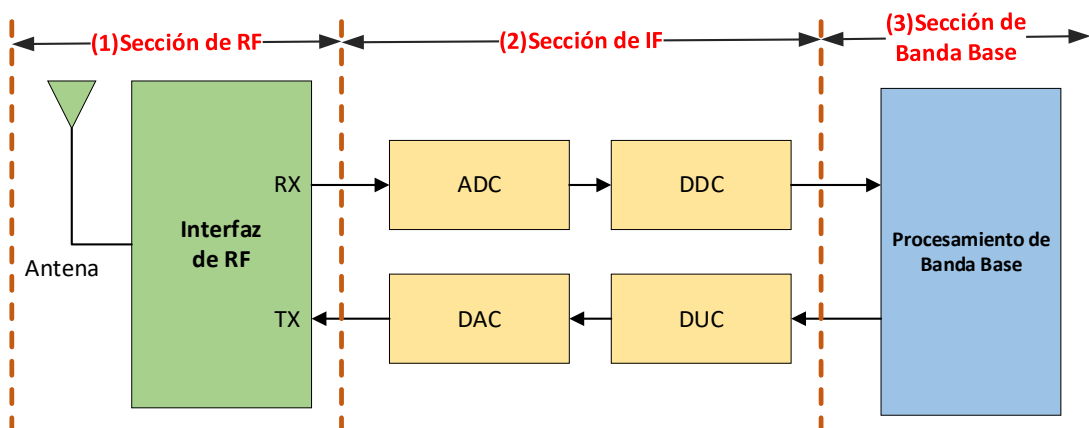 (1)Sección de RF
(2)Sección de IF
(3)Sección de
Banda Base
Antena
Interfaz
de RF
RX
TX
ADC
DDC
DAC
DUC
Procesamiento de
Banda Base